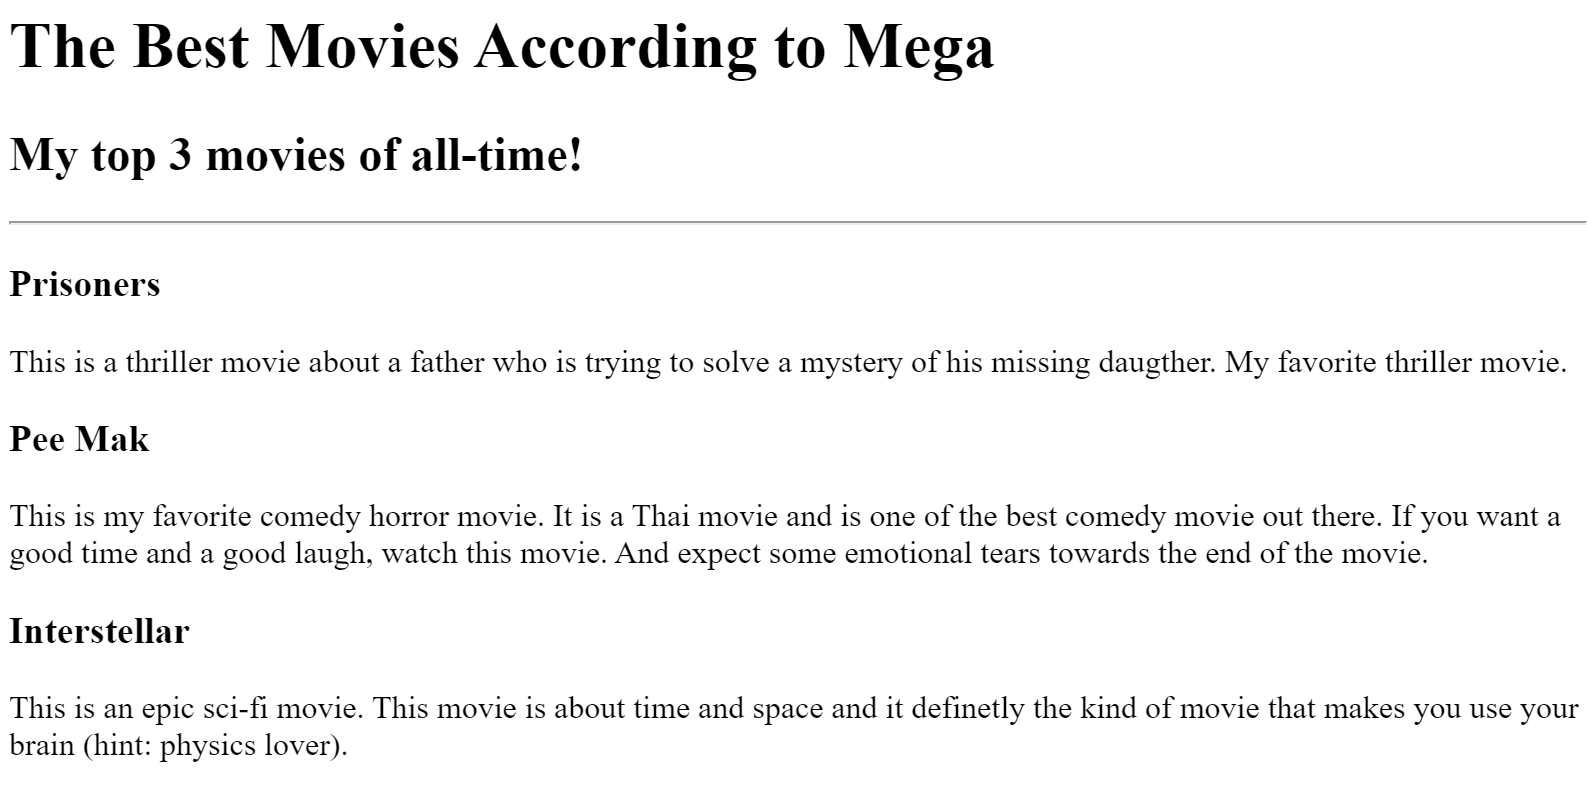 The Best Movies According to Mega
My top 3 movies of all-time!
Prisoners
This is a thriller movie about a father who is trying to solve a mystery of his missing daugther. My favorite thriller movie.
Pee Mak
This is my favorite comedy horror movie. It is a Thai movie and is one of the best comedy movie out there. If you want a
good time and a good laugh, watch this movie. And expect some emotional tears towards the end of the movie.
Interstellar
This is an epic sci-fi movie. This movie is about time and space and it definetly the kind of movie that makes you use your
brain (hint: physics lover).